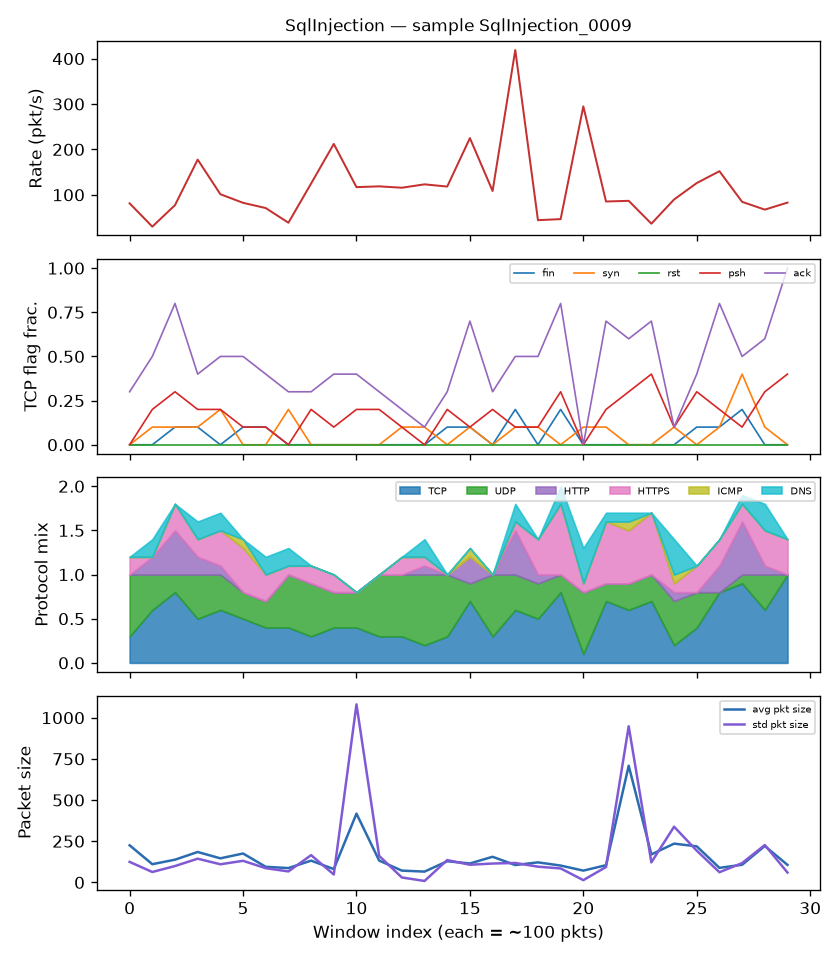 SqlInjection — sample SqlInjection_0009
Rate (pkt/s)
400
300
200
100
TCP flag frac.
1.00
0.75
0.50
0.25
0.00
fin syn rst psh ack
Protocol mix
2.0
1.5
1.0
0.5
0.0
TCP UDP HTTP HTTPS ICMP DNS
Packet size
1000
750
500
250
0
avg pkt size
std pkt size
0 5 10 15 20 25 30
Window index (each = ~100 pkts)